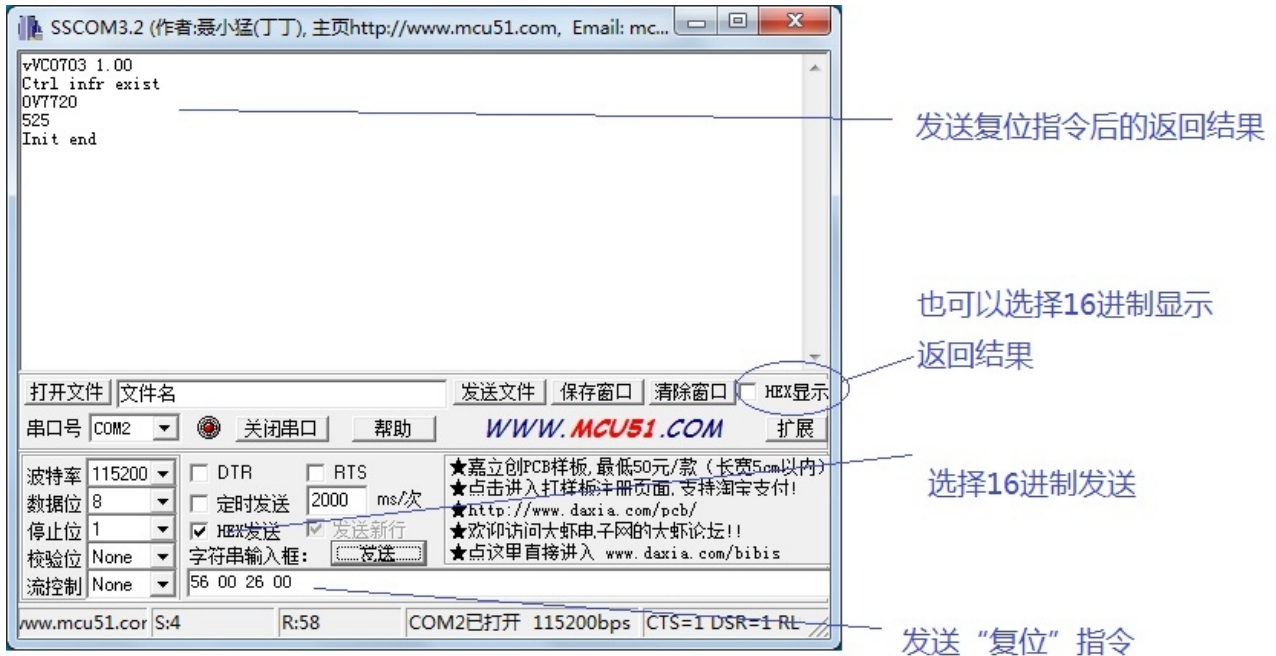 SSCOM3.2 (作者:聂小猛(丁丁), 主页http://www.mcu51.com, Email: mc...
vVC0703 1.00
Ctrl infr exist
OV7720
525
Init end
发送复位指令后的返回结果
也可以选择16进制显示
返回结果
打开文件 文件名 发送文件 保存窗口 清除窗口 HEX显示
串口号 COM2 关闭串口 帮助 WWW.MCU51.COM 扩展
波特率 115200 DTR RTS
数据位 8 定时发送 2000 ms/次
停止位 1 HEX发送 发送新行
校验位 None 字符串输入框: 发送
流控制 None 56 00 26 00
★嘉立创PCB样板,最低50元/款(长宽5cm以内)
★点击进入打样板注册页面,支持淘宝支付!
★http://www.daxia.com/pcb/
★欢迎访问大虾电子网的大虾论坛!!
★点这里直接进入 www.daxia.com/bibis
选择16进制发送
www.mcu51.cor S:4 R:58 COM2已打开 115200bps CTS=1 DSR=1 RL
发送“复位”指令